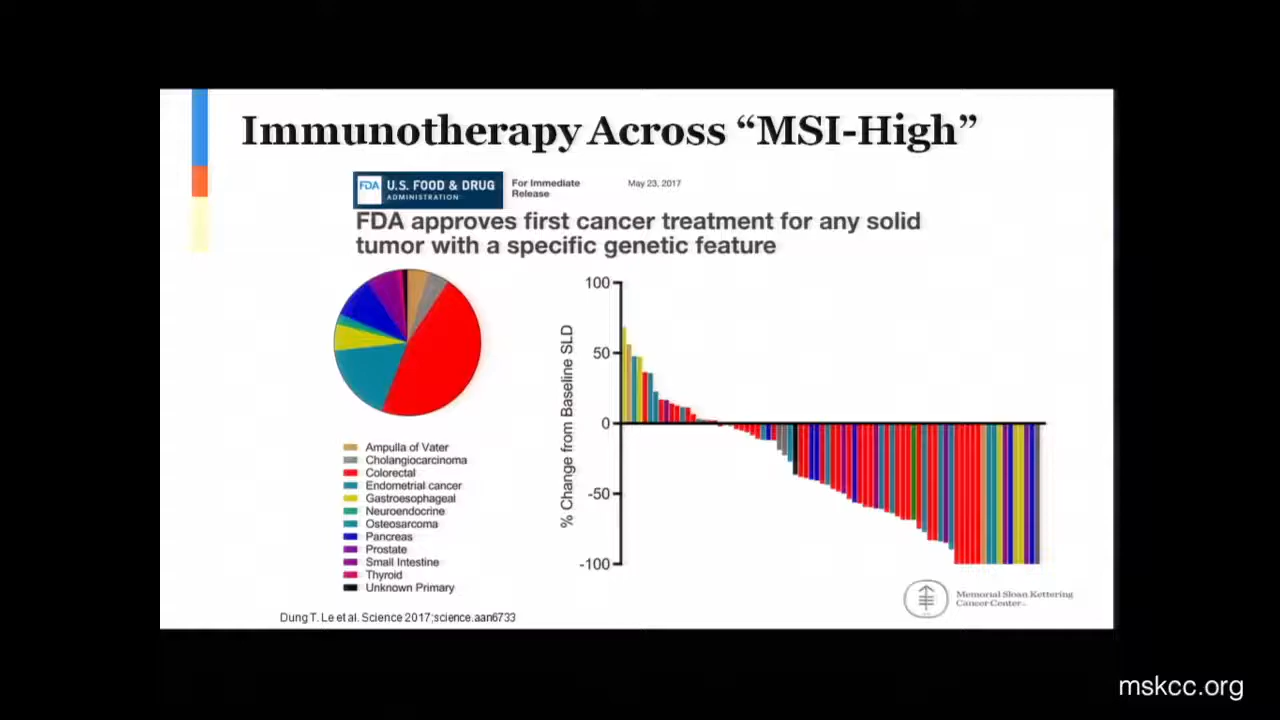 Immunotherapy Across “MSI-High”
FDA U.S. FOOD & DRUG
ADMINISTRATION
For Immediate
Release
May 23, 2017
FDA approves first cancer treatment for any solid
tumor with a specific genetic feature
Ampulla of Vater
Cholangiocarcinoma
Colorectal
Endometrial cancer
Gastroesophageal
Neuroendocrine
Osteosarcoma
Pancreas
Prostate
Small Intestine
Thyroid
Unknown Primary
% Change from Baseline SLD
100
50
0
-50
-100
Dung T. Le et al. Science 2017;science.aan6733
Memorial Sloan Kettering
Cancer Center
mskcc.org